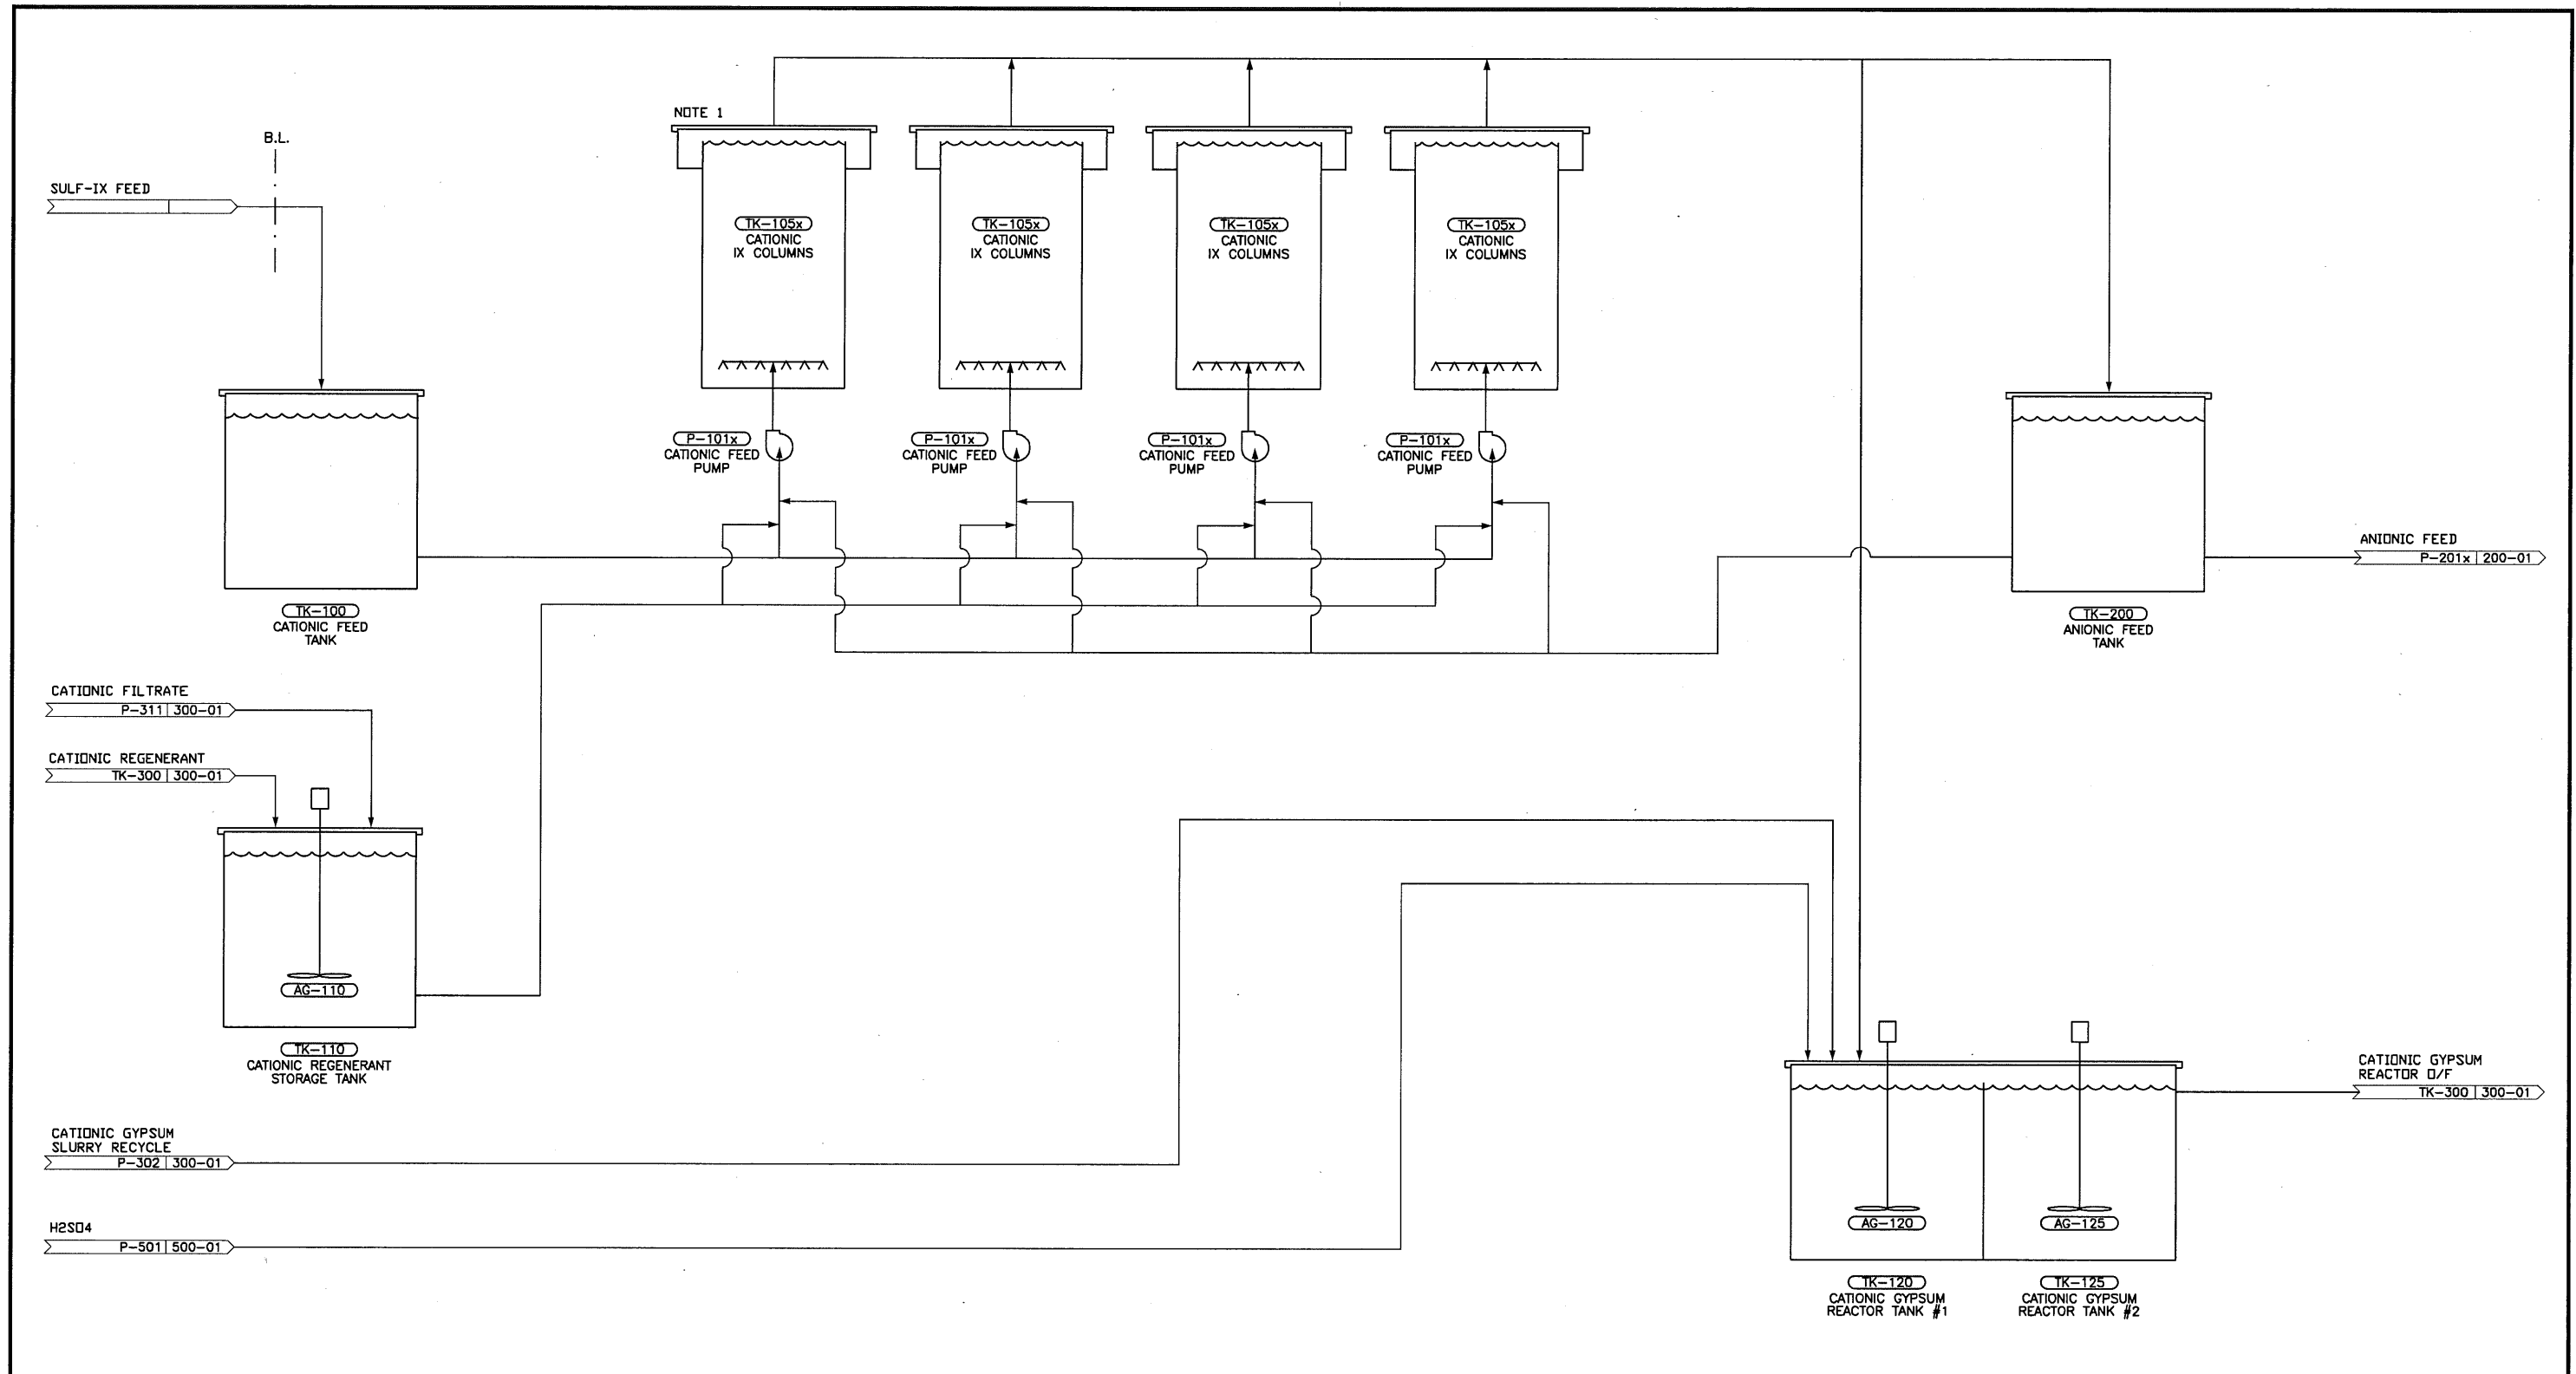 NOTE 1
B.L.
SULF-IX FEED
TK-105x
CATIONIC
IX COLUMNS
TK-105x
CATIONIC
IX COLUMNS
TK-105x
CATIONIC
IX COLUMNS
TK-105x
CATIONIC
IX COLUMNS
P-101x
CATIONIC FEED
PUMP
P-101x
CATIONIC FEED
PUMP
P-101x
CATIONIC FEED
PUMP
P-101x
CATIONIC FEED
PUMP
ANIONIC FEED
P-201x 200-01
TK-100
CATIONIC FEED
TANK
TK-200
ANIONIC FEED
TANK
CATIONIC FILTRATE
P-311 300-01
CATIONIC REGENERANT
TK-300 300-01
AG-110
TK-110
CATIONIC REGENERANT
STORAGE TANK
CATIONIC GYPSUM
REACTOR O/F
TK-300 300-01
CATIONIC GYPSUM
SLURRY RECYCLE
P-302 300-01
H2SO4
P-501 500-01
AG-120
AG-125
TK-120
CATIONIC GYPSUM
REACTOR TANK #1
TK-125
CATIONIC GYPSUM
REACTOR TANK #2